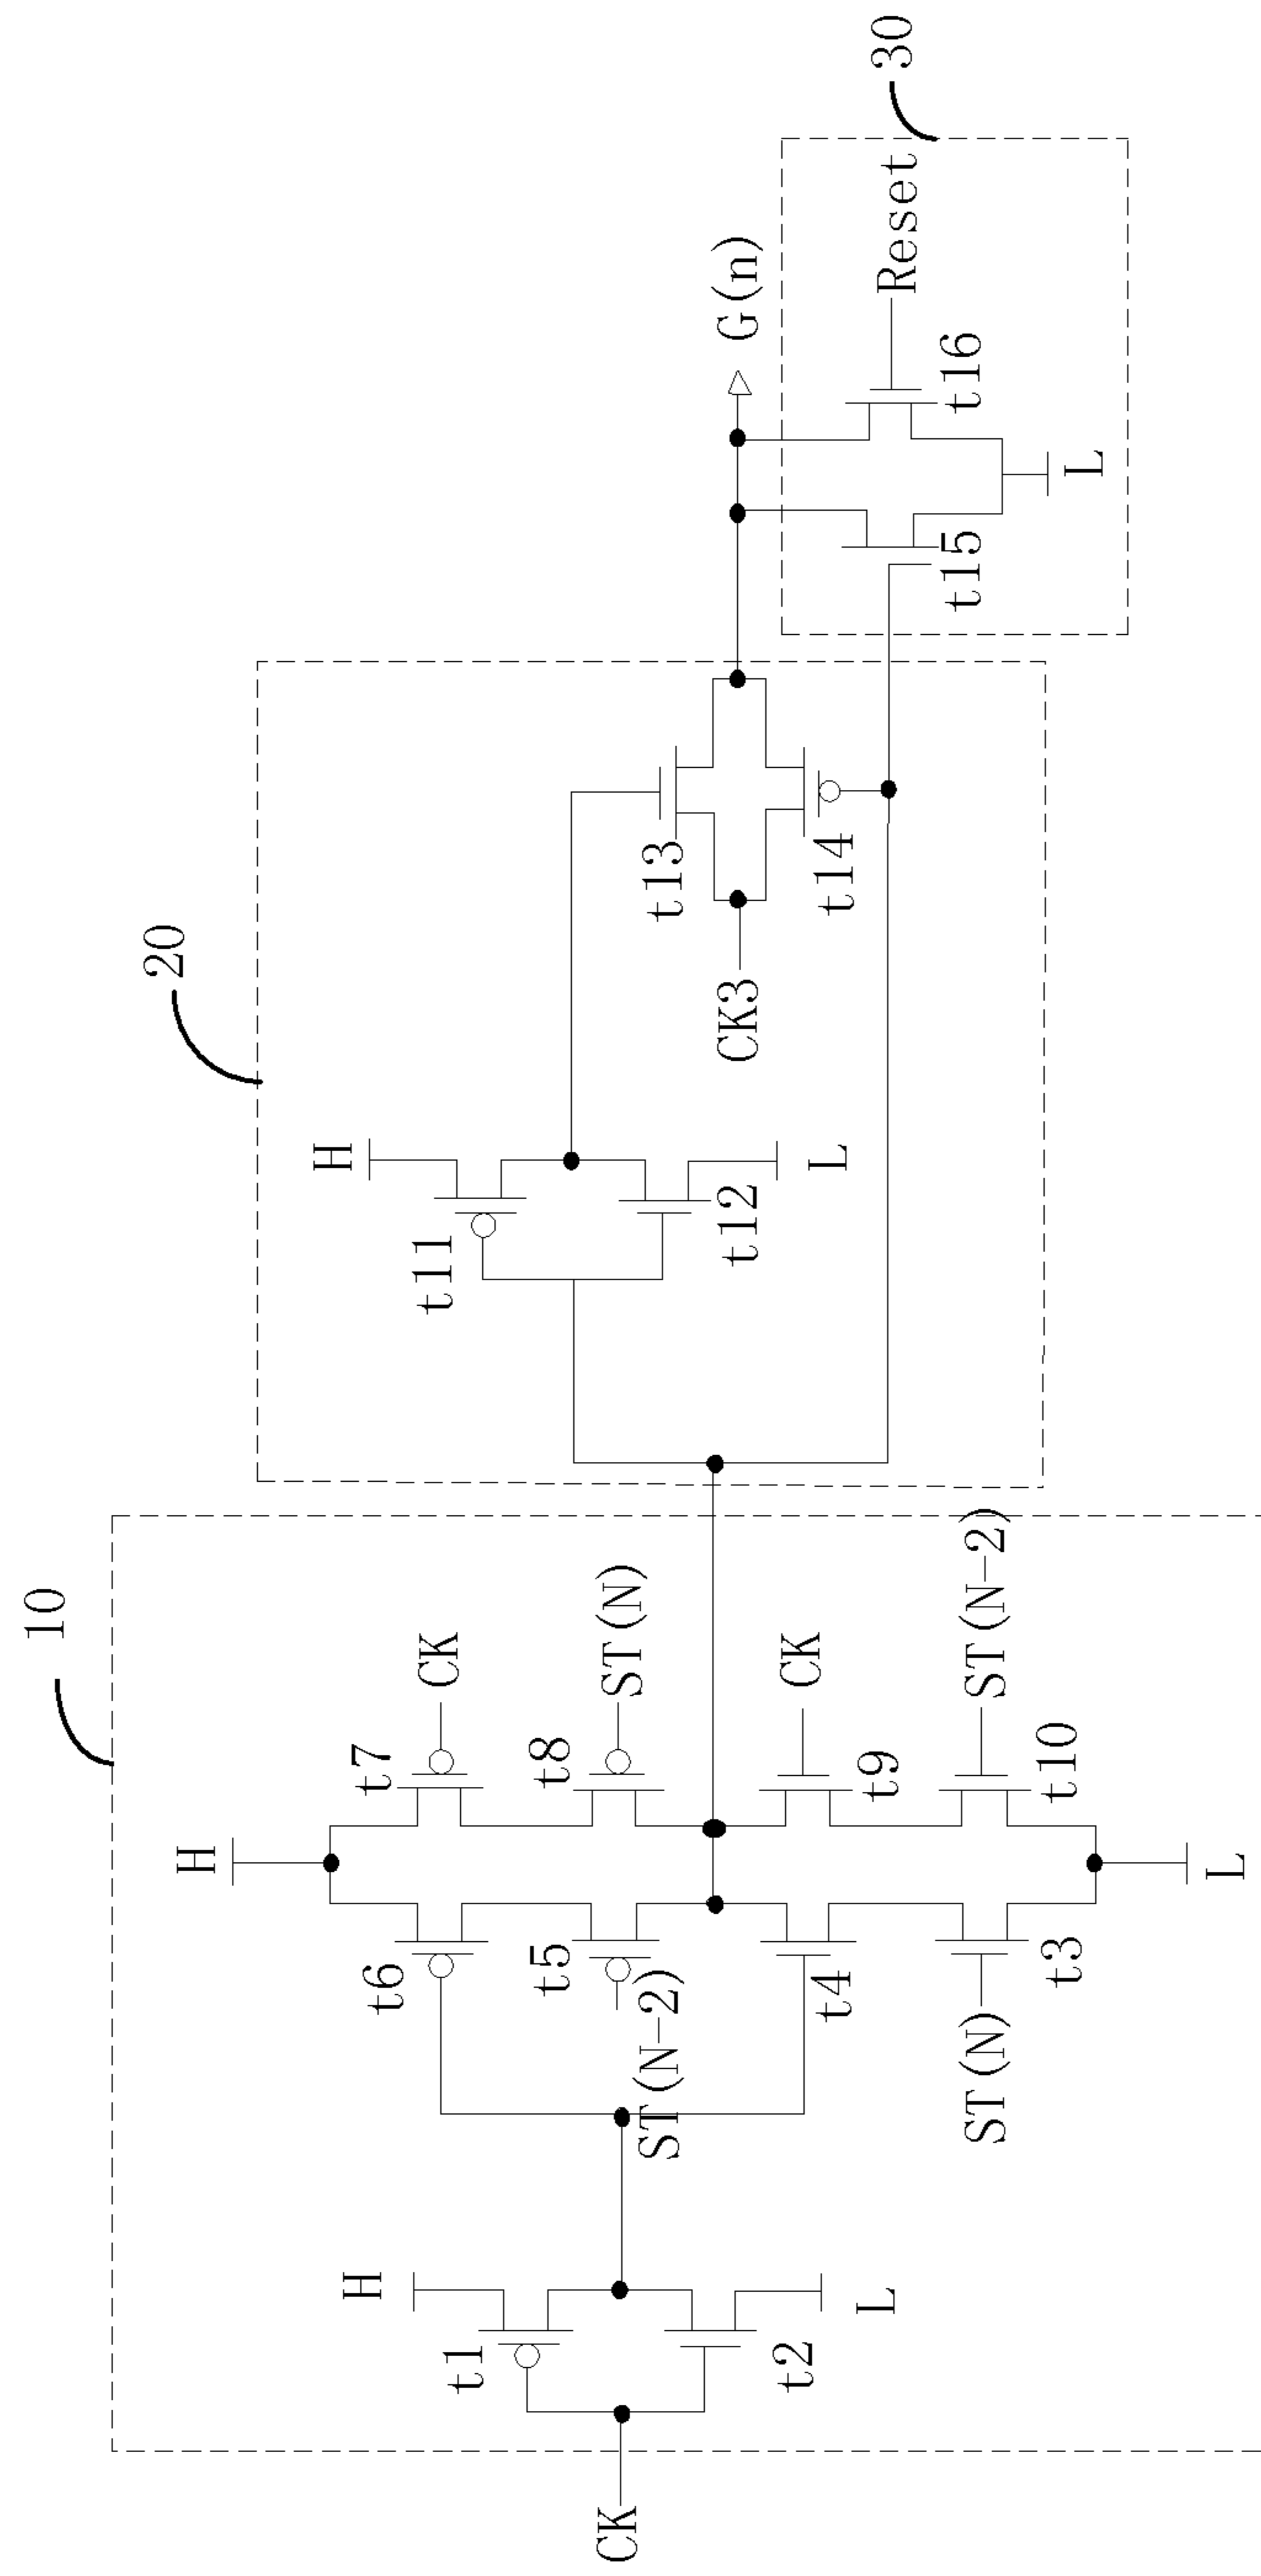 10
20
30
CK
t1
t2
H
L
t6
t5
ST(N-2)
t4
t3
ST(N)
H
L
t7
CK
t8
ST(N)
t9
CK
t10
ST(N-2)
t11
H
t12
L
CK3
t13
t14
G(n)
t15
t16
Reset
L